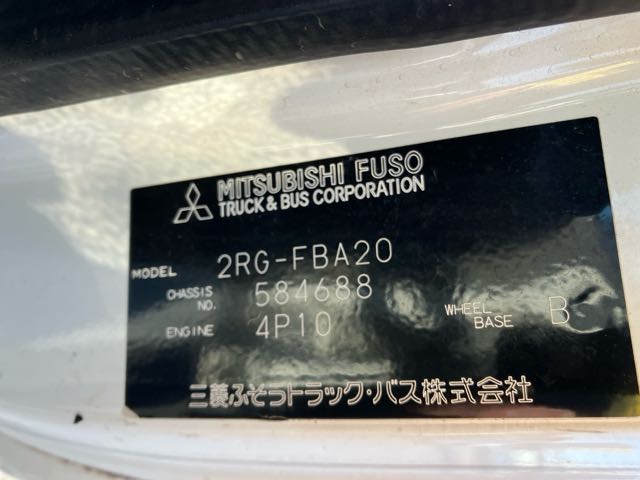 MITSUBISHI FUSO
TRUCK & BUS CORPORATION
MODEL 2RG-FBA20
CHASSIS NO. 584688
ENGINE 4P10
WHEEL BASE B
三菱ふそうトラック・バス株式会社